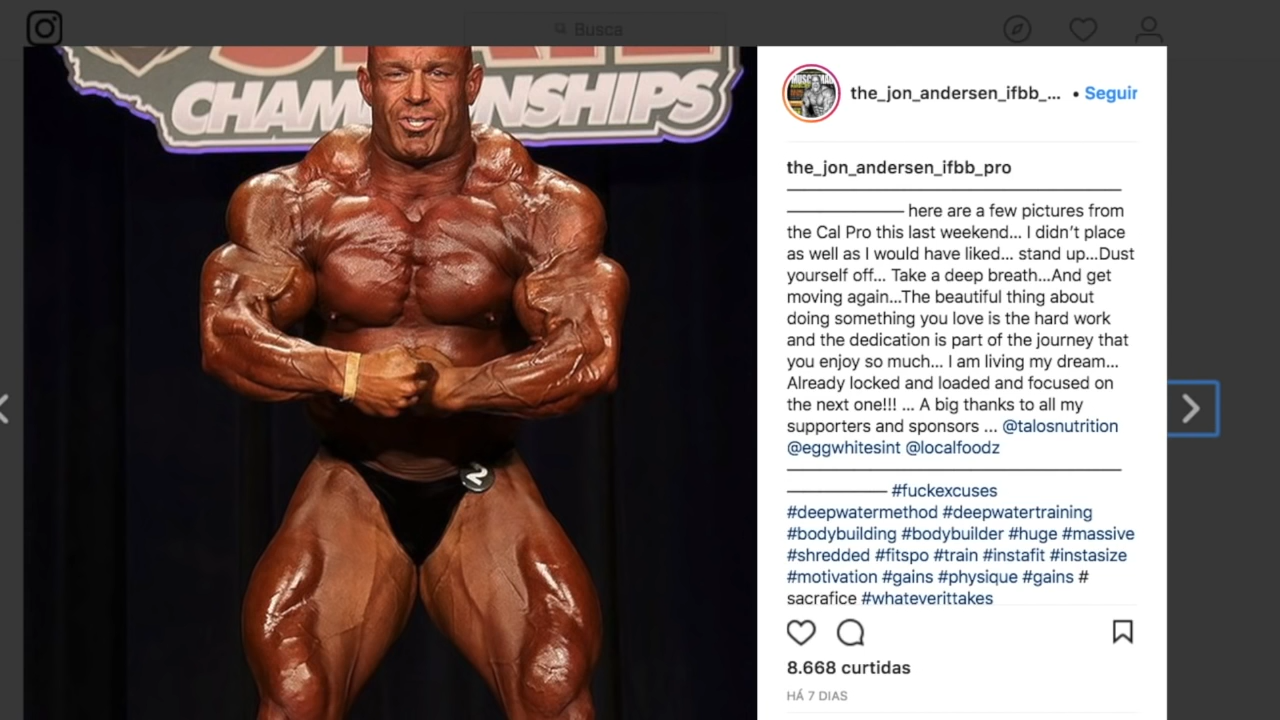 Busca
CHAMPIONSHIPS
2
the_jon_andersen_ifbb_... • Seguir
the_jon_andersen_ifbb_pro
here are a few pictures from
the Cal Pro this last weekend... I didn’t place
as well as I would have liked... stand up...Dust
yourself off... Take a deep breath...And get
moving again...The beautiful thing about
doing something you love is the hard work
and the dedication is part of the journey that
you enjoy so much... I am living my dream...
Already locked and loaded and focused on
the next one!!! ... A big thanks to all my
supporters and sponsors ... @talosnutrition
@eggwhitesint @localfoodz
#fuckexcuses
#deepwatermethod #deepwatertraining
#bodybuilding #bodybuilder #huge #massive
#shredded #fitspo #train #instafit #instasize
#motivation #gains #physique #gains #
sacrafice #whateverittakes
8.668 curtidas
HÁ 7 DIAS